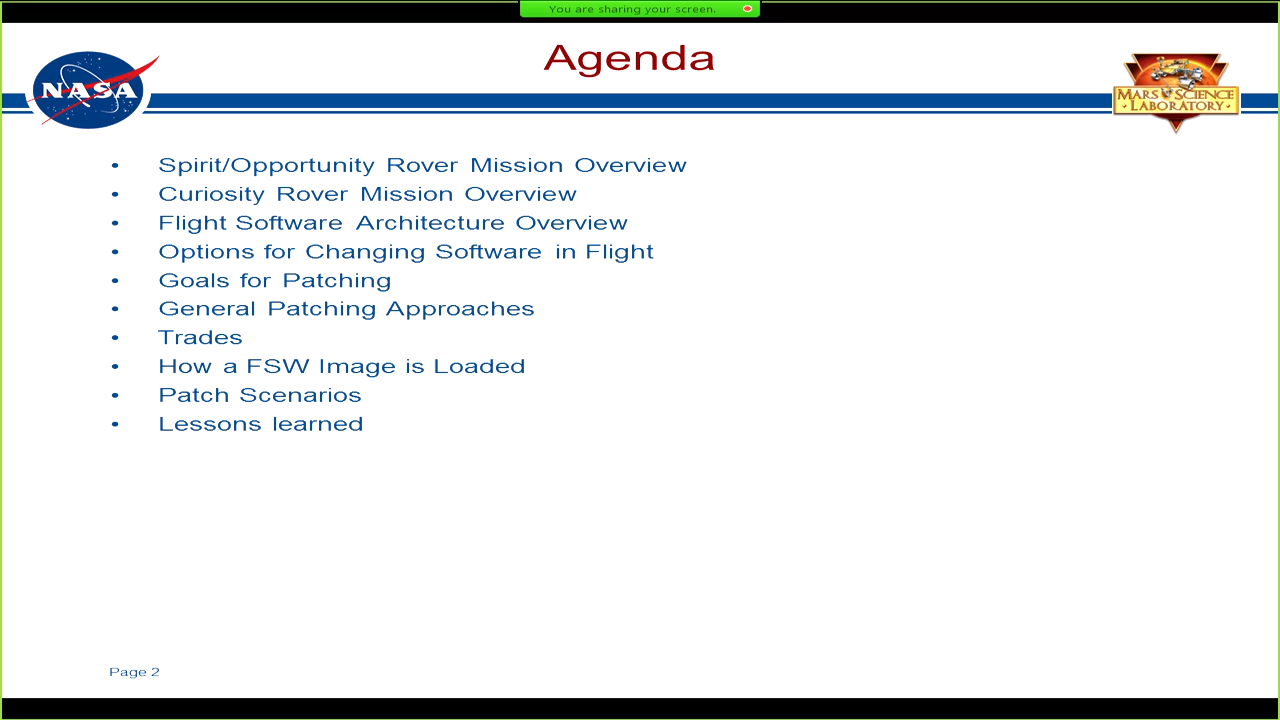 You are sharing your screen.
Agenda
NASA
MARS SCIENCE
LABORATORY
• Spirit/Opportunity Rover Mission Overview
• Curiosity Rover Mission Overview
• Flight Software Architecture Overview
• Options for Changing Software in Flight
• Goals for Patching
• General Patching Approaches
• Trades
• How a FSW Image is Loaded
• Patch Scenarios
• Lessons learned
Page 2